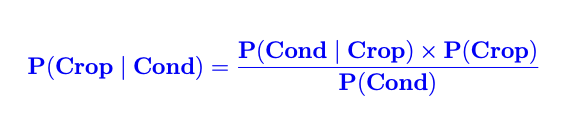 P(Crop | Cond) = P(Cond | Crop) × P(Crop) / P(Cond)